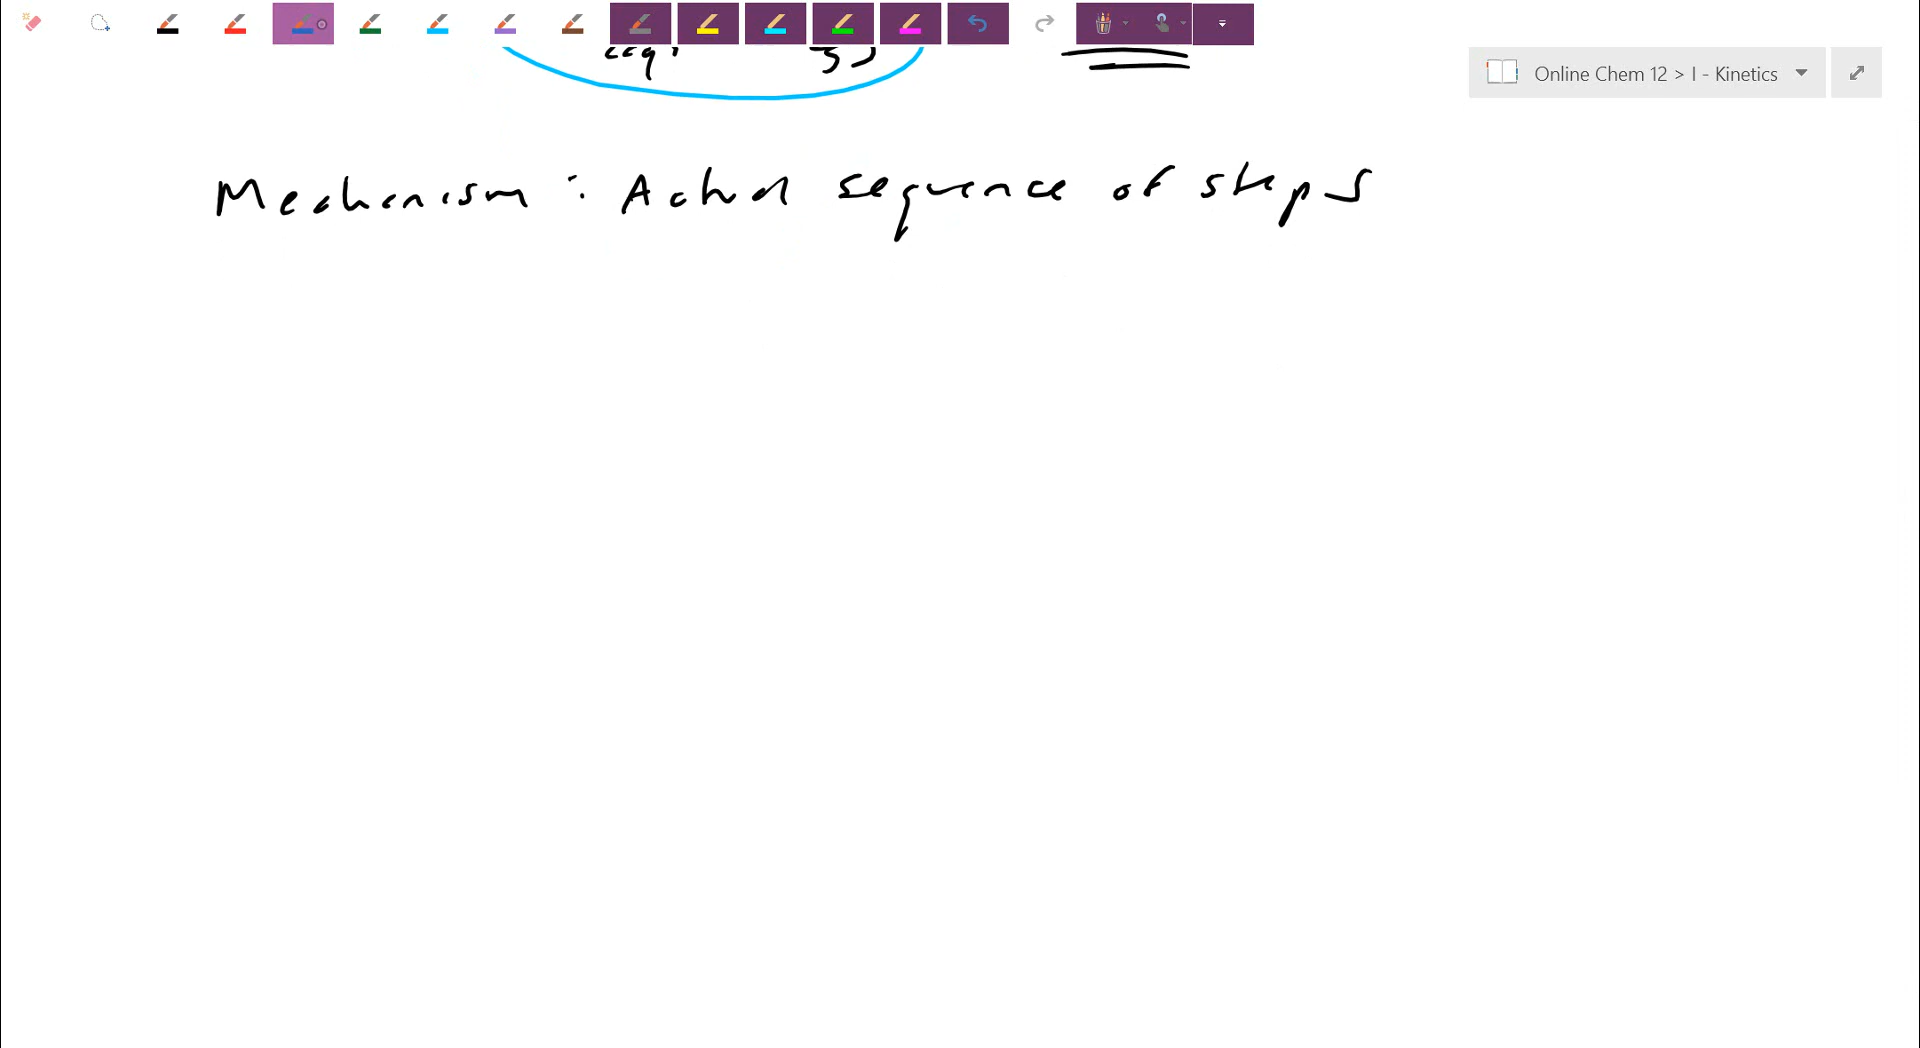 Online Chem 12 > I - Kinetics
Mechanism : Actual sequence of steps